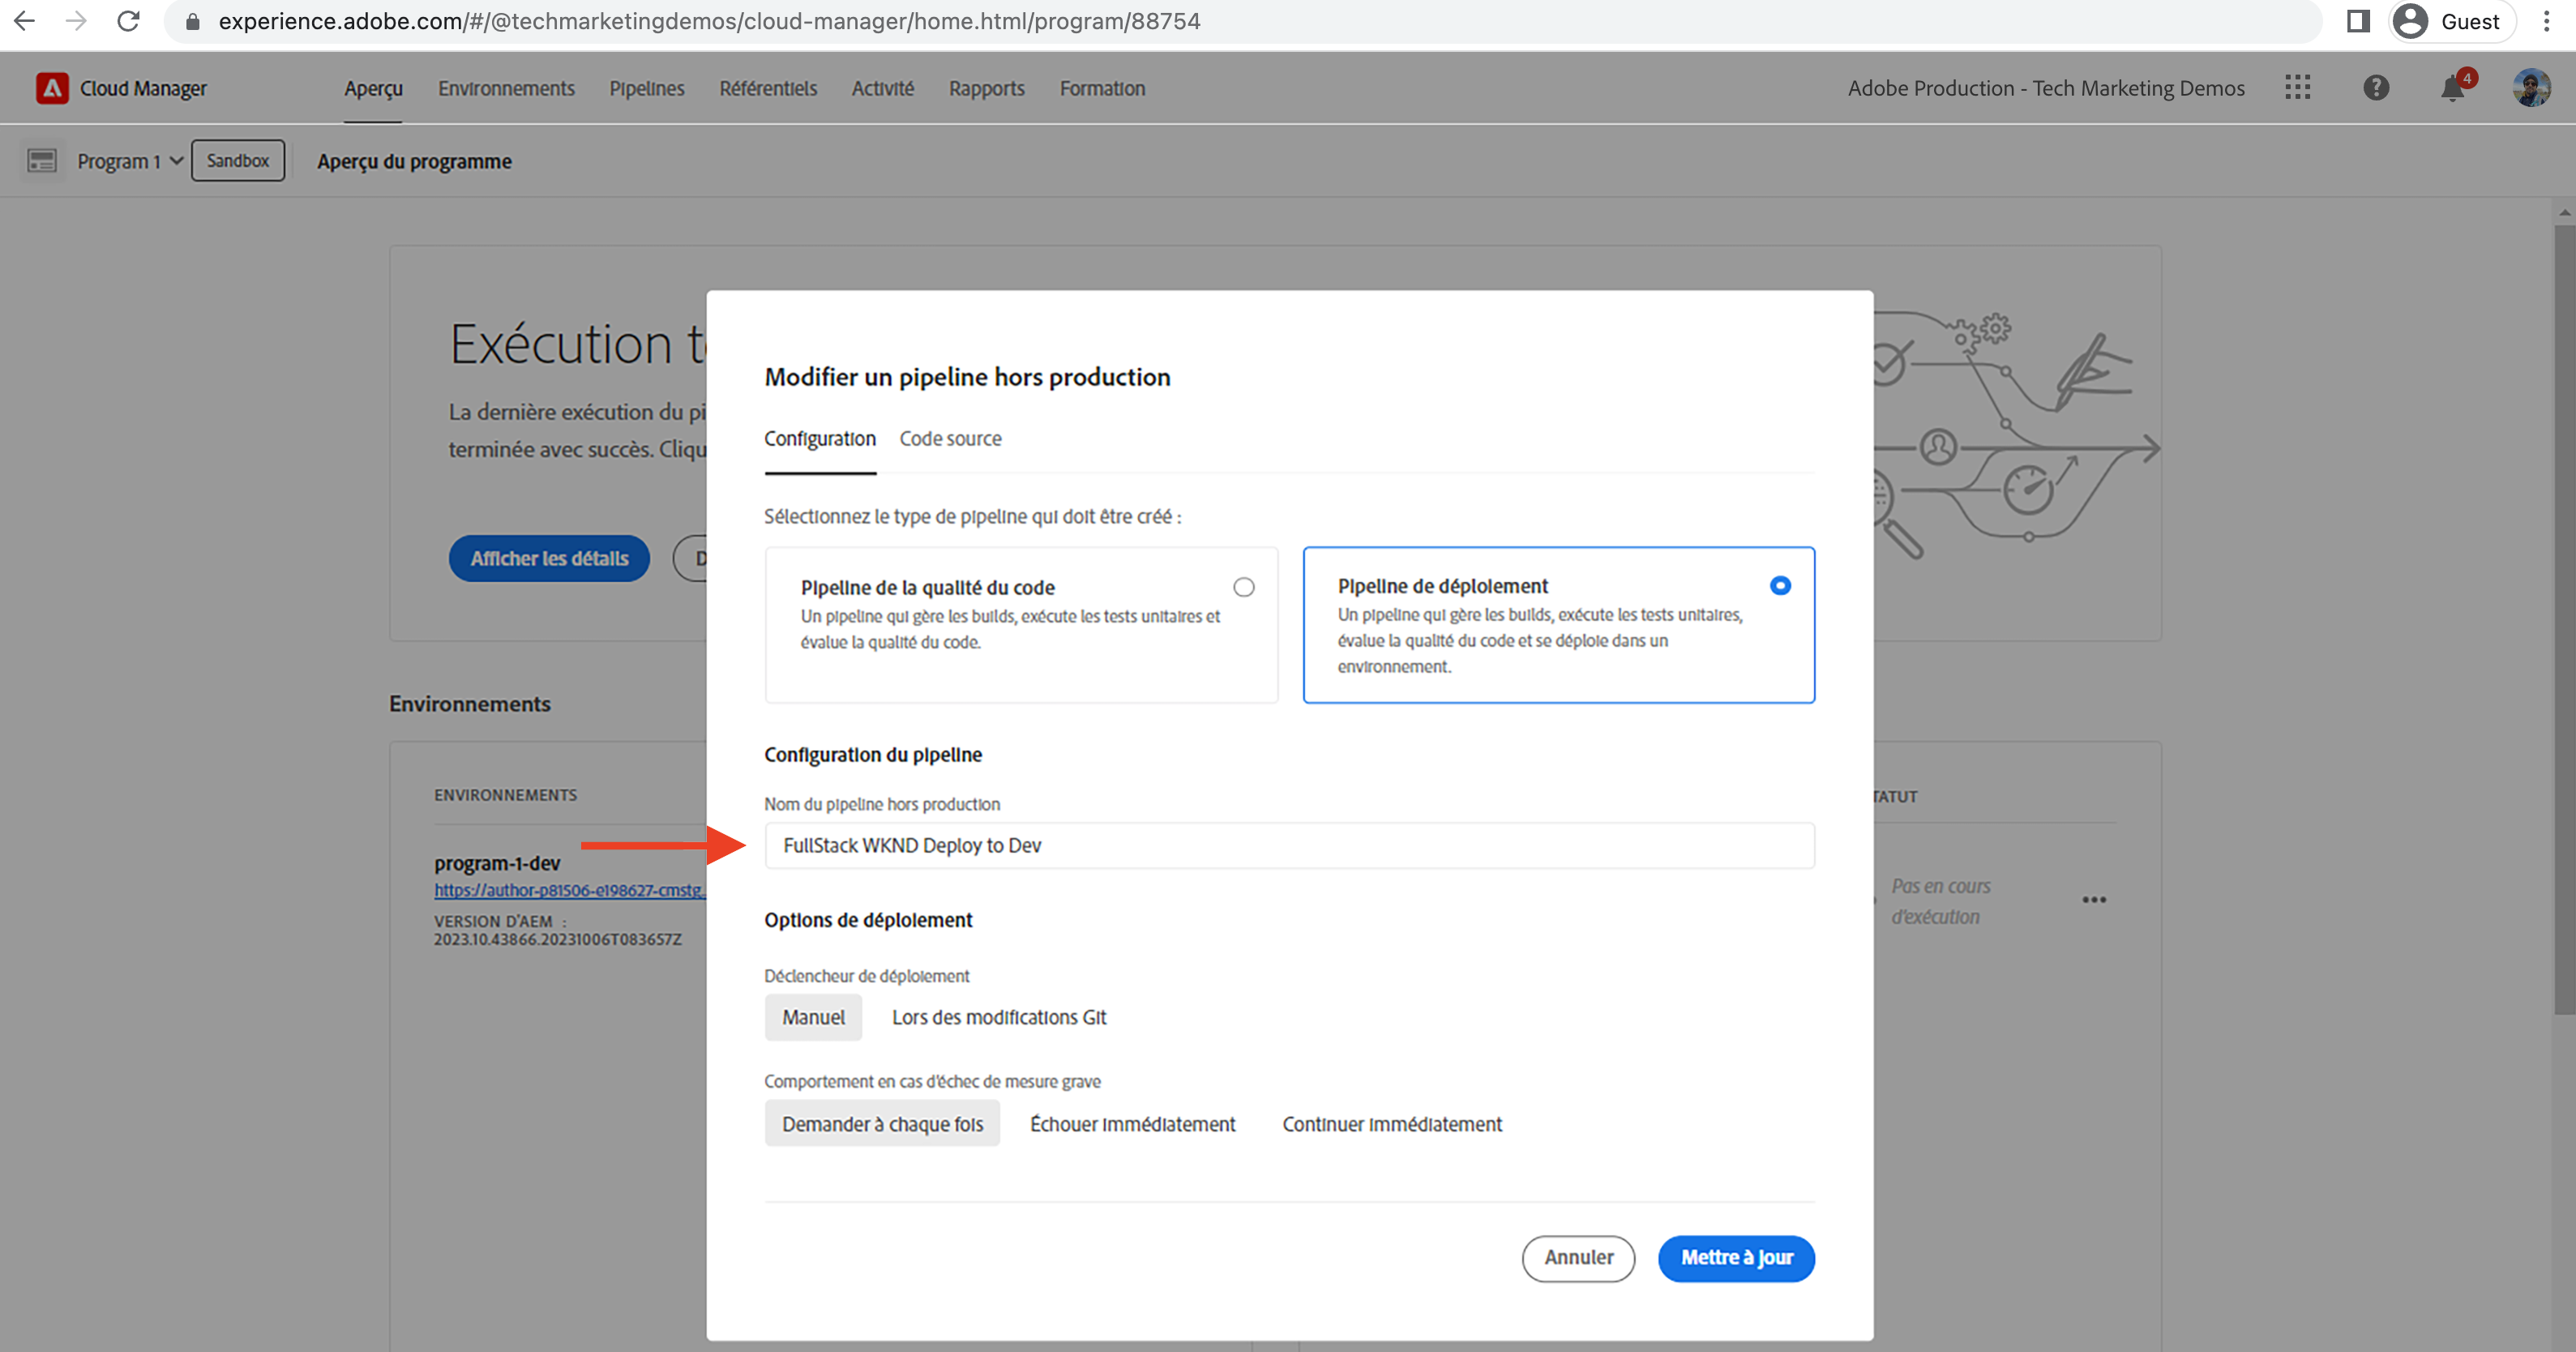 experience.adobe.com/#/@techmarketingdemos/cloud-manager/home.html/program/88754
Guest
Cloud Manager
Aperçu
Environnements
Pipelines
Référentiels
Activité
Rapports
Formation
Adobe Production - Tech Marketing Demos
4
Program 1
Sandbox
Aperçu du programme
Exécution t
La dernière exécution du pi
terminée avec succès. Cliqu
Afficher les détails
D
Modifier un pipeline hors production
Configuration
Code source
Sélectionnez le type de pipeline qui doit être créé :
Pipeline de la qualité du code
Un pipeline qui gère les builds, exécute les tests unitaires et
évalue la qualité du code.
Pipeline de déploiement
Un pipeline qui gère les builds, exécute les tests unitaires,
évalue la qualité du code et se déploie dans un
environnement.
Configuration du pipeline
Nom du pipeline hors production
FullStack WKND Deploy to Dev
Options de déploiement
Déclencheur de déploiement
Manuel
Lors des modifications Git
Comportement en cas d'échec de mesure grave
Demander à chaque fois
Échouer immédiatement
Continuer immédiatement
Annuler
Mettre à jour
Environnements
ENVIRONNEMENTS
program-1-dev
https://author-p81506-e198627-cmstg
VERSION D'AEM :
2023.10.43866.20231006T083657Z
TATUT
Pas en cours
d'exécution